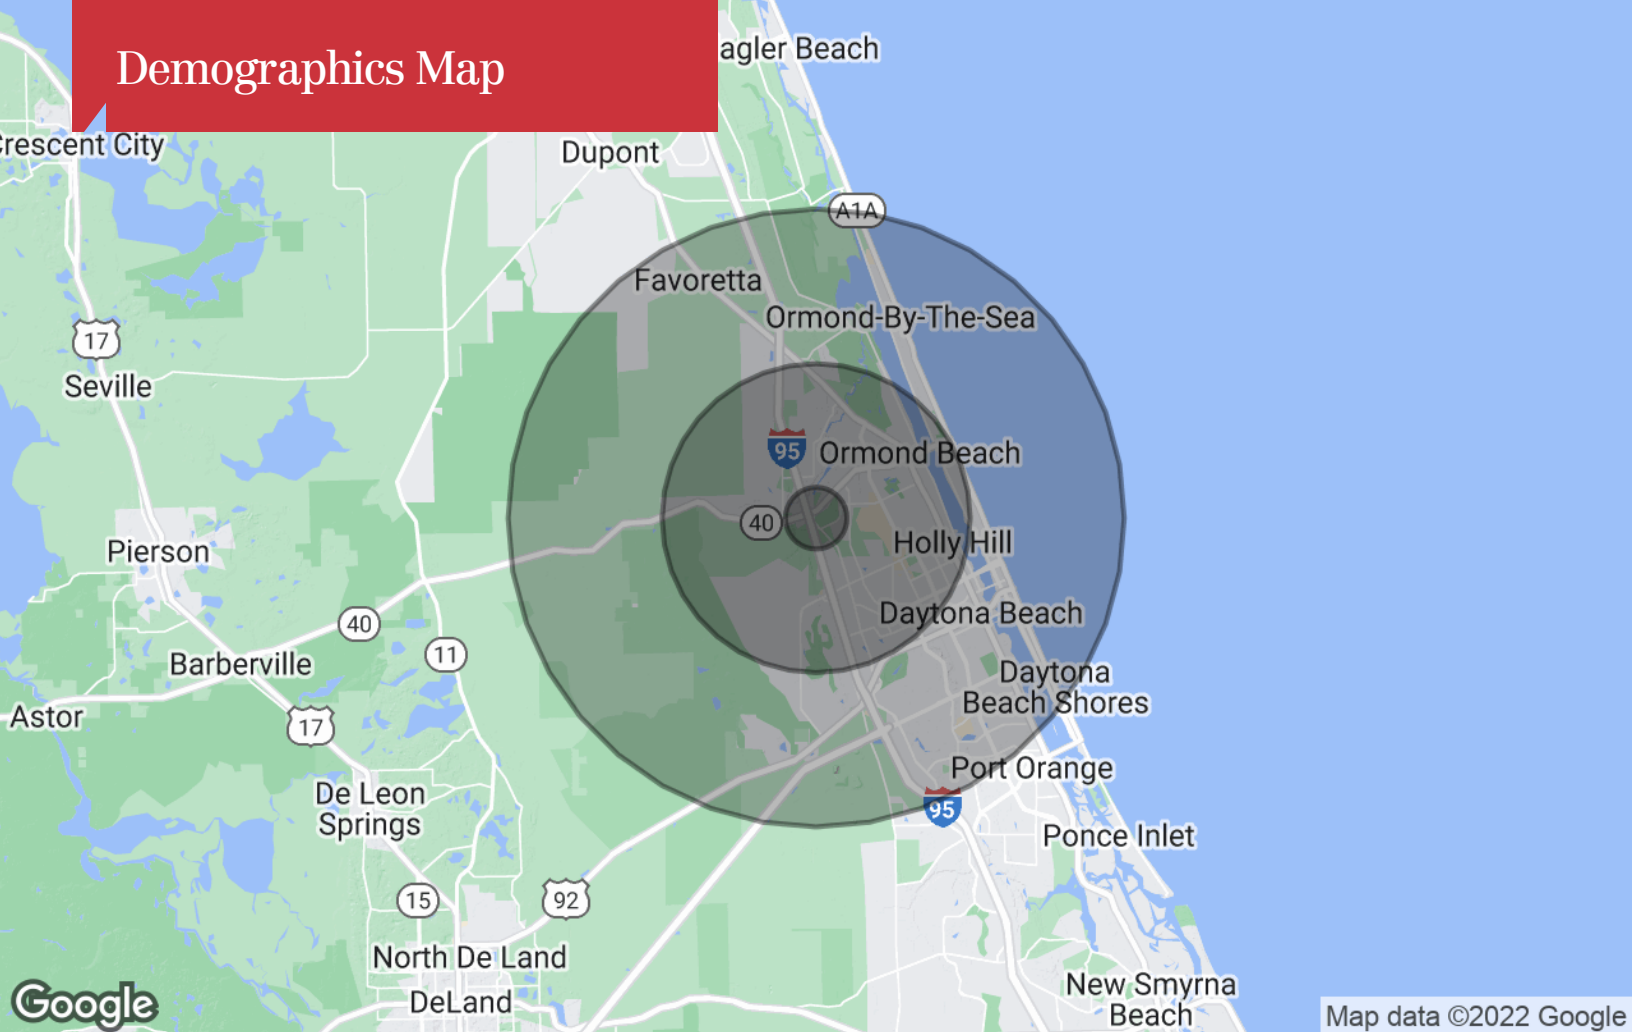 Demographics Map
agler Beach
Crescent City
Dupont
A1A
Favoretta
Ormond-By-The-Sea
17
Seville
95
Ormond Beach
40
Pierson
Holly Hill
40
Daytona Beach
11
Barberville
Daytona
Beach Shores
Astor
17
Port Orange
De Leon
Springs
95
Ponce Inlet
15
92
North De Land
New Smyrna
Beach
DeLand
Google
Map data ©2022 Google